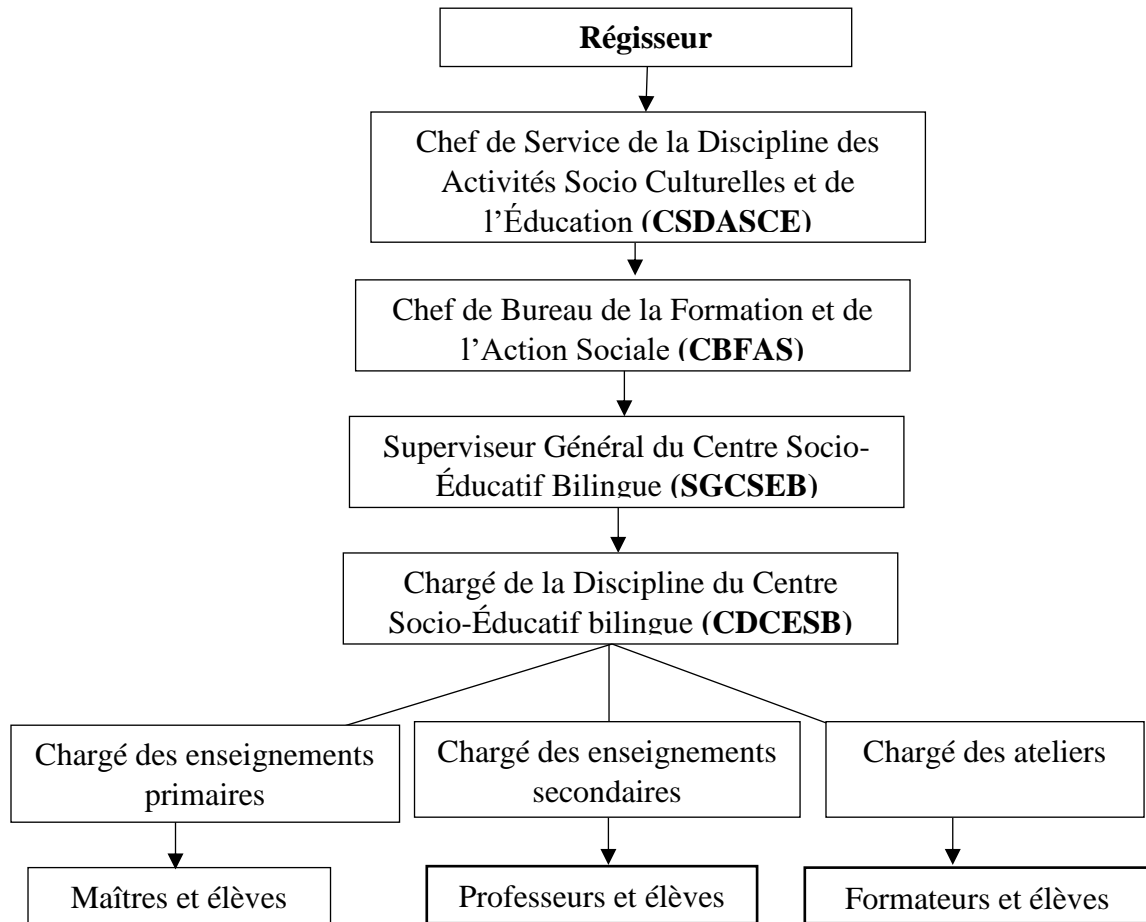 Régisseur
Chef de Service de la Discipline des
Activités Socio Culturelles et de
l’Éducation (CSDASCE)
Chef de Bureau de la Formation et de
l’Action Sociale (CBFAS)
Superviseur Général du Centre Socio-
Éducatif Bilingue (SGCSEB)
Chargé de la Discipline du Centre
Socio-Éducatif bilingue (CDCESB)
Chargé des enseignements
primaires
Chargé des enseignements
secondaires
Chargé des ateliers
Maîtres et élèves
Professeurs et élèves
Formateurs et élèves